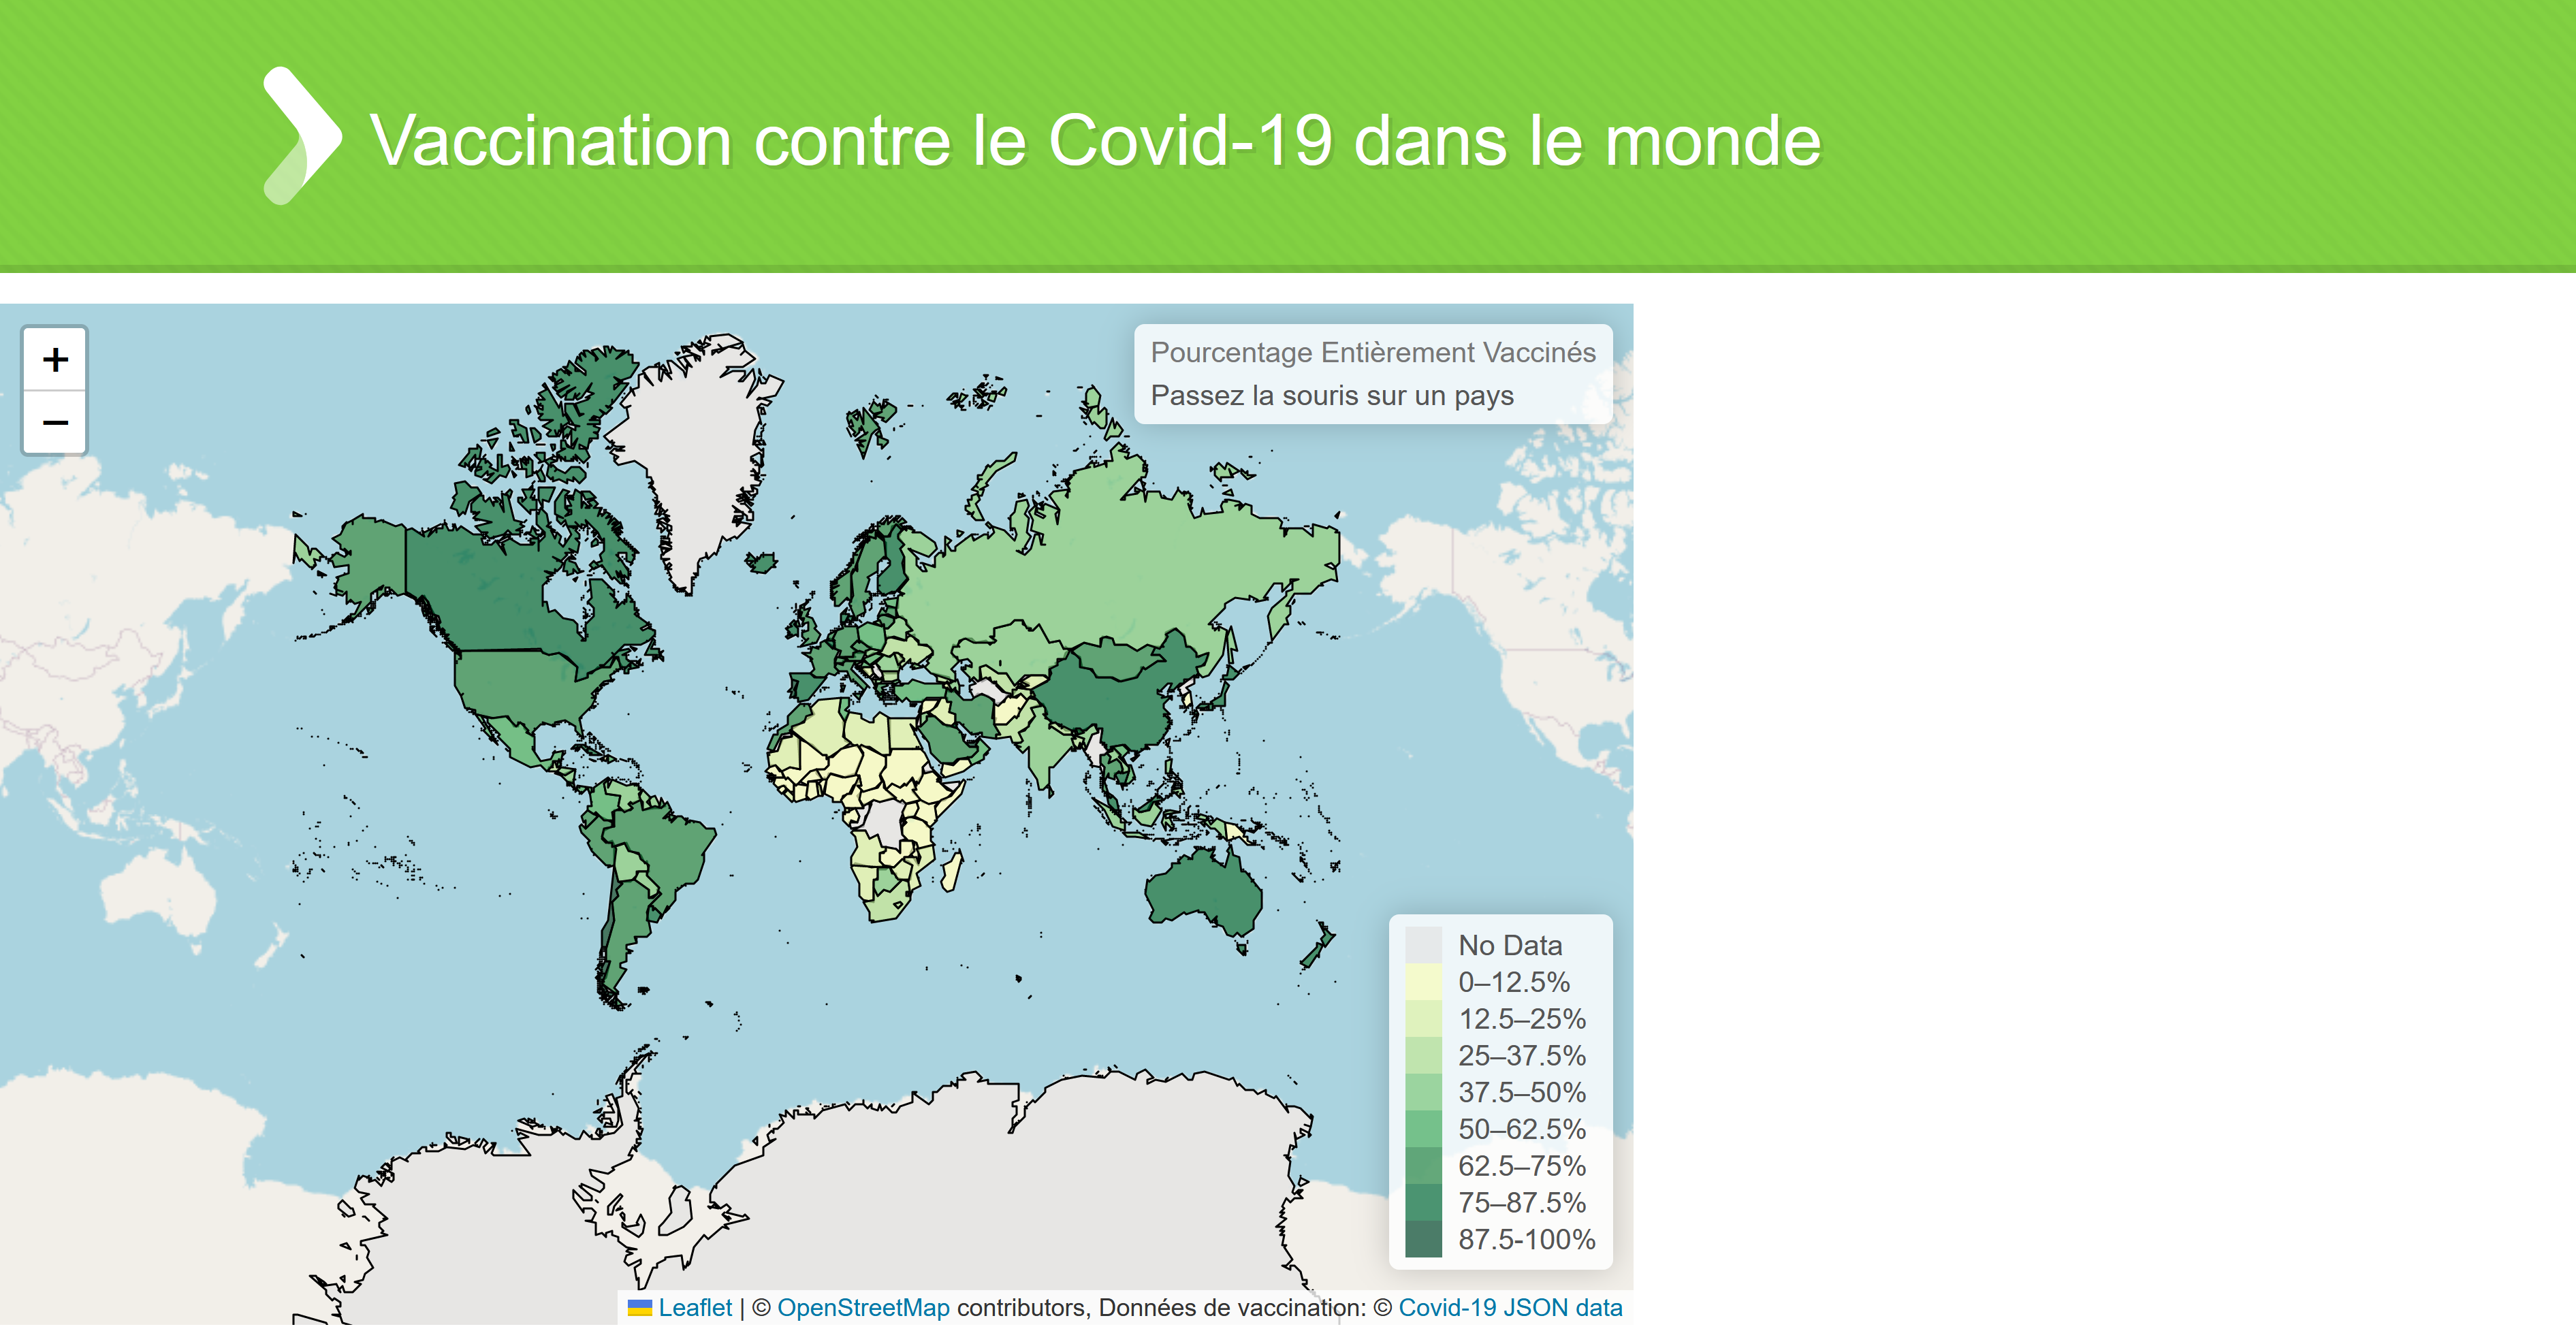 Vaccination contre le Covid-19 dans le monde
+
−
Pourcentage Entièrement Vaccinés
Passez la souris sur un pays
No Data
0–12.5%
12.5–25%
25–37.5%
37.5–50%
50–62.5%
62.5–75%
75–87.5%
87.5-100%
Leaflet | © OpenStreetMap contributors, Données de vaccination: © Covid-19 JSON data